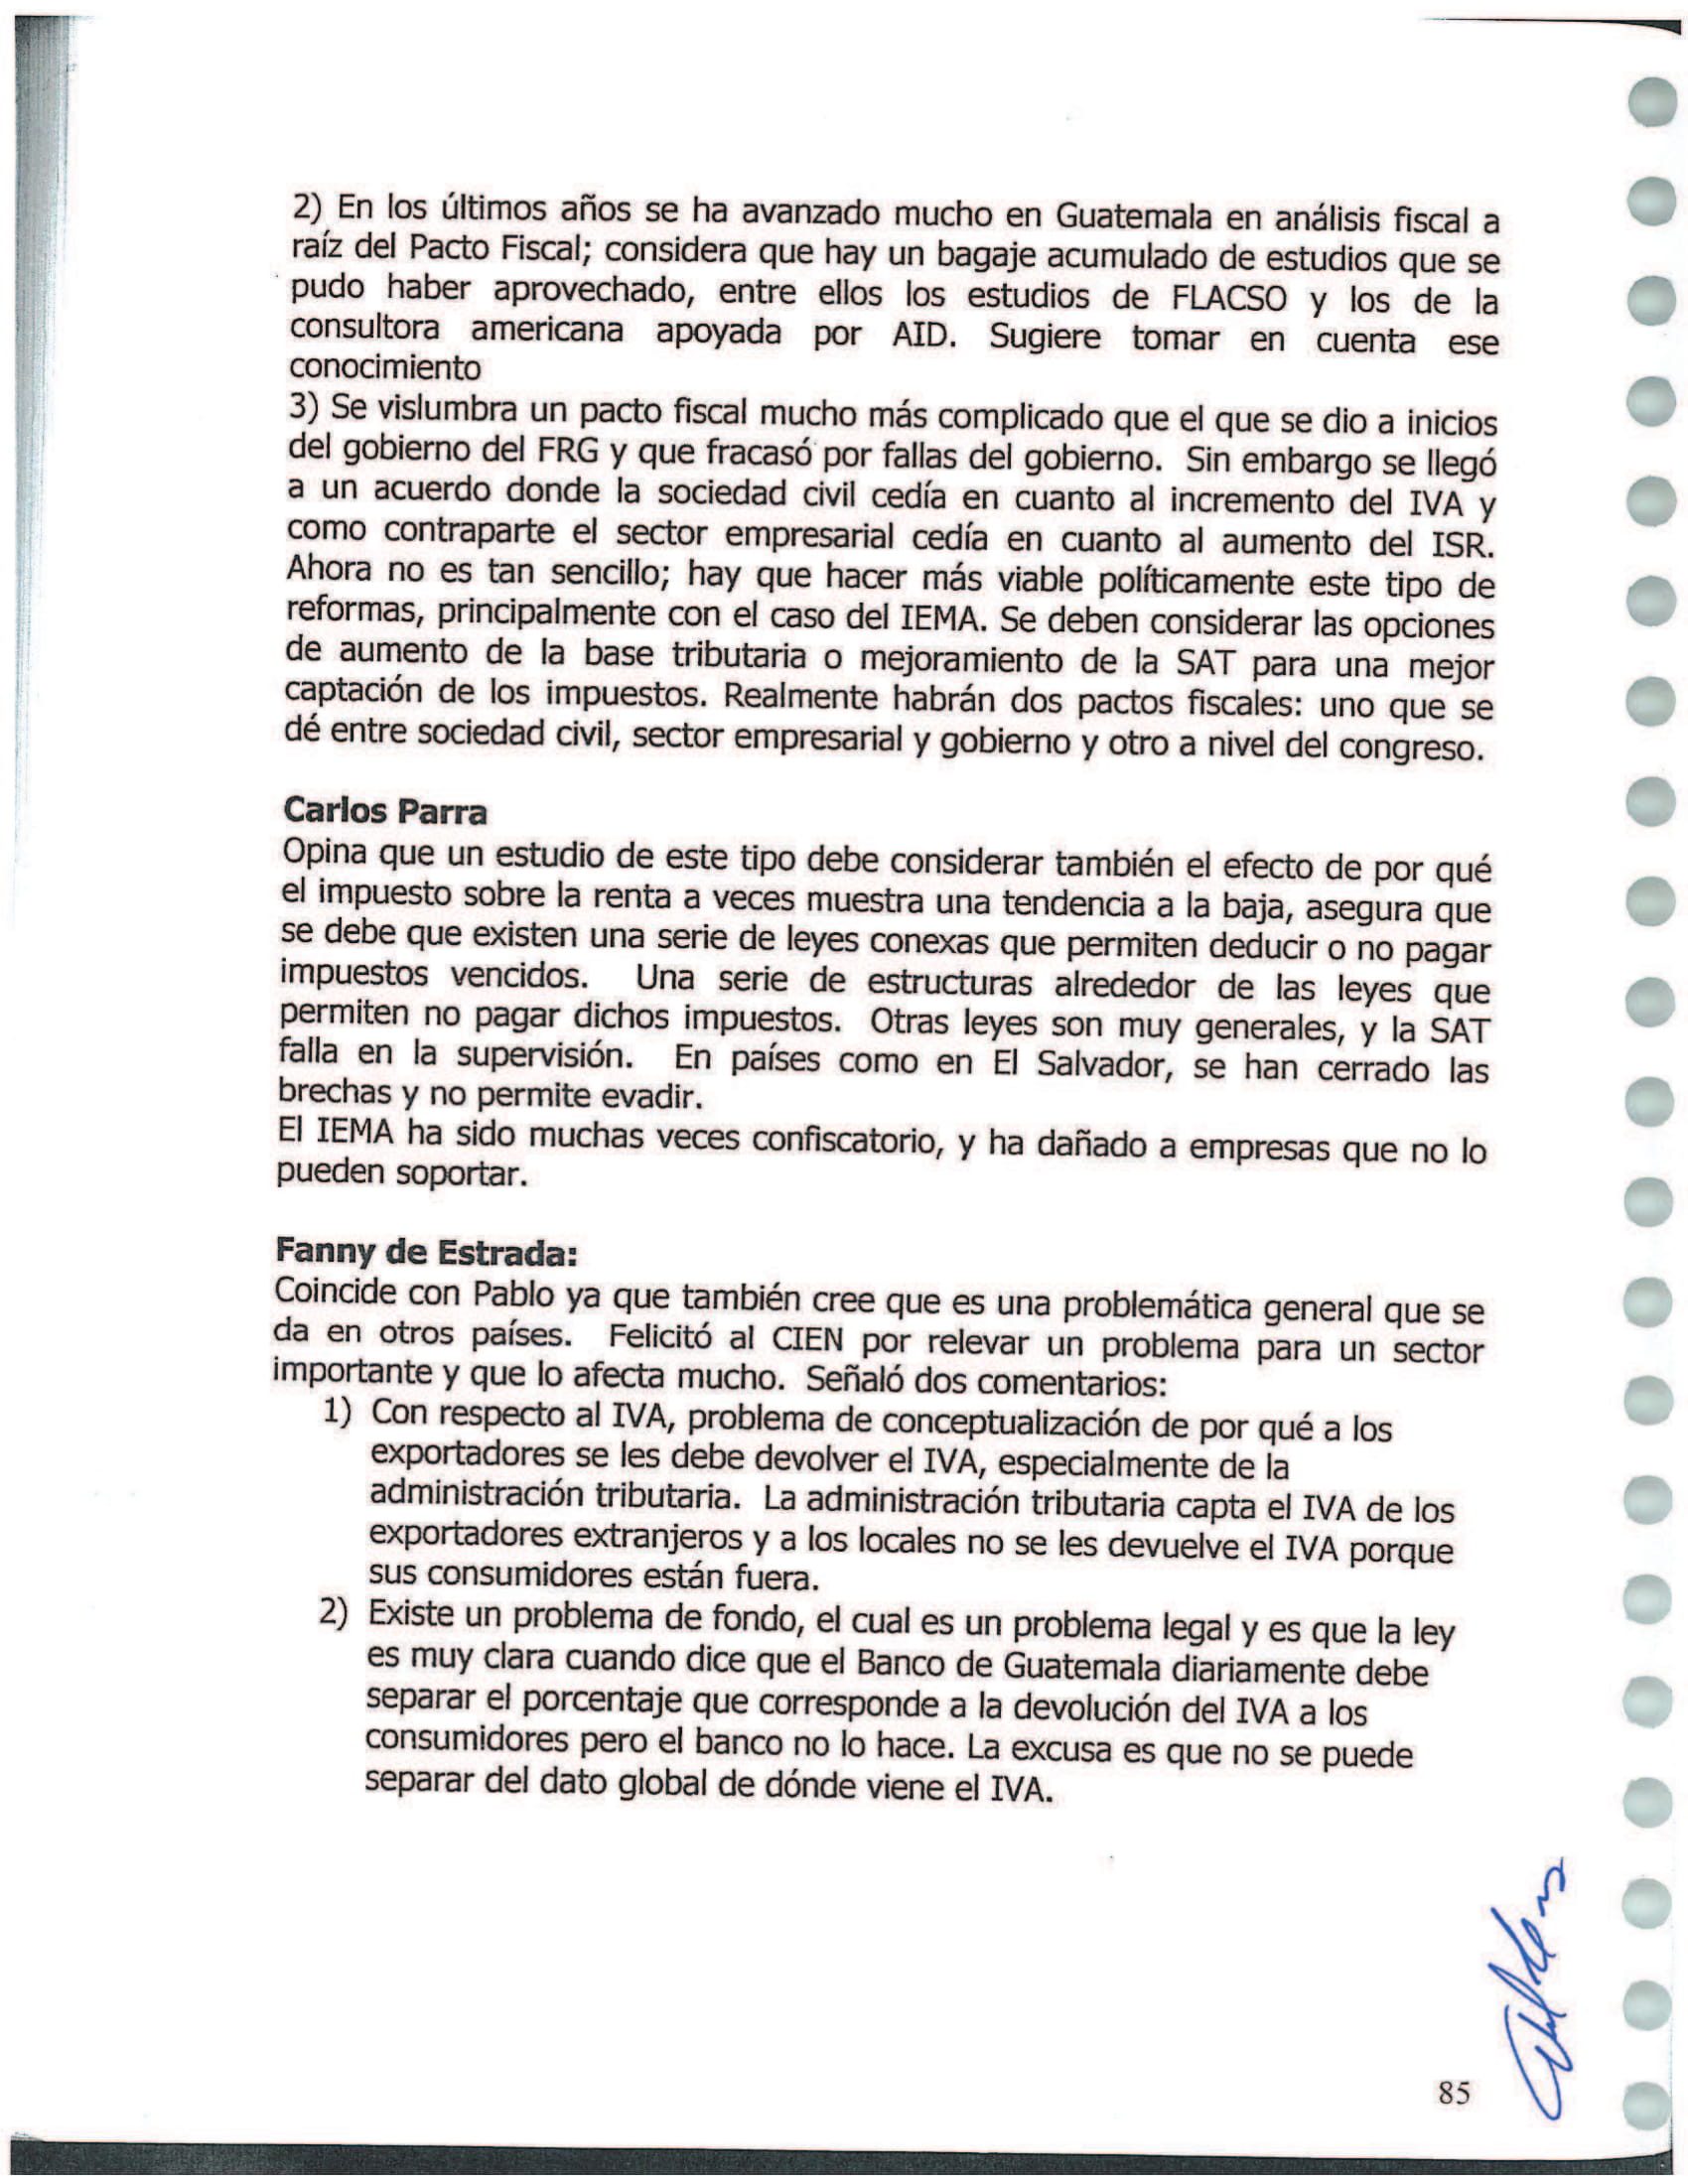 2) En los últimos años se ha avanzado mucho en Guatemala en análisis fiscal a
raíz del Pacto Fiscal; considera que hay un bagaje acumulado de estudios que se
pudo haber aprovechado, entre ellos los estudios de FLACSO y los de la
consultora americana apoyada por AID. Sugiere tomar en cuenta ese
conocimiento
3) Se vislumbra un pacto fiscal mucho más complicado que el que se dio a inicios
del gobierno del FRG y que fracasó por fallas del gobierno. Sin embargo se llegó
a un acuerdo donde la sociedad civil cedía en cuanto al incremento del IVA y
como contraparte el sector empresarial cedía en cuanto al aumento del ISR.
Ahora no es tan sencillo; hay que hacer más viable políticamente este tipo de
reformas, principalmente con el caso del IEMA. Se deben considerar las opciones
de aumento de la base tributaria o mejoramiento de la SAT para una mejor
captación de los impuestos. Realmente habrán dos pactos fiscales: uno que se
dé entre sociedad civil, sector empresarial y gobierno y otro a nivel del congreso.
Carlos Parra
Opina que un estudio de este tipo debe considerar también el efecto de por qué
el impuesto sobre la renta a veces muestra una tendencia a la baja, asegura que
se debe que existen una serie de leyes conexas que permiten deducir o no pagar
impuestos vencidos. Una serie de estructuras alrededor de las leyes que
permiten no pagar dichos impuestos. Otras leyes son muy generales, y la SAT
falla en la supervisión. En países como en El Salvador, se han cerrado las
brechas y no permite evadir.
El IEMA ha sido muchas veces confiscatorio, y ha dañado a empresas que no lo
pueden soportar.
Fanny de Estrada:
Coincide con Pablo ya que también cree que es una problemática general que se
da en otros países. Felicitó al CIEN por relevar un problema para un sector
importante y que lo afecta mucho. Señaló dos comentarios:
1) Con respecto al IVA, problema de conceptualización de por qué a los
exportadores se les debe devolver el IVA, especialmente de la
administración tributaria. La administración tributaria capta el IVA de los
exportadores extranjeros y a los locales no se les devuelve el IVA porque
sus consumidores están fuera.
2) Existe un problema de fondo, el cual es un problema legal y es que la ley
es muy clara cuando dice que el Banco de Guatemala diariamente debe
separar el porcentaje que corresponde a la devolución del IVA a los
consumidores pero el banco no lo hace. La excusa es que no se puede
separar del dato global de dónde viene el IVA.
85